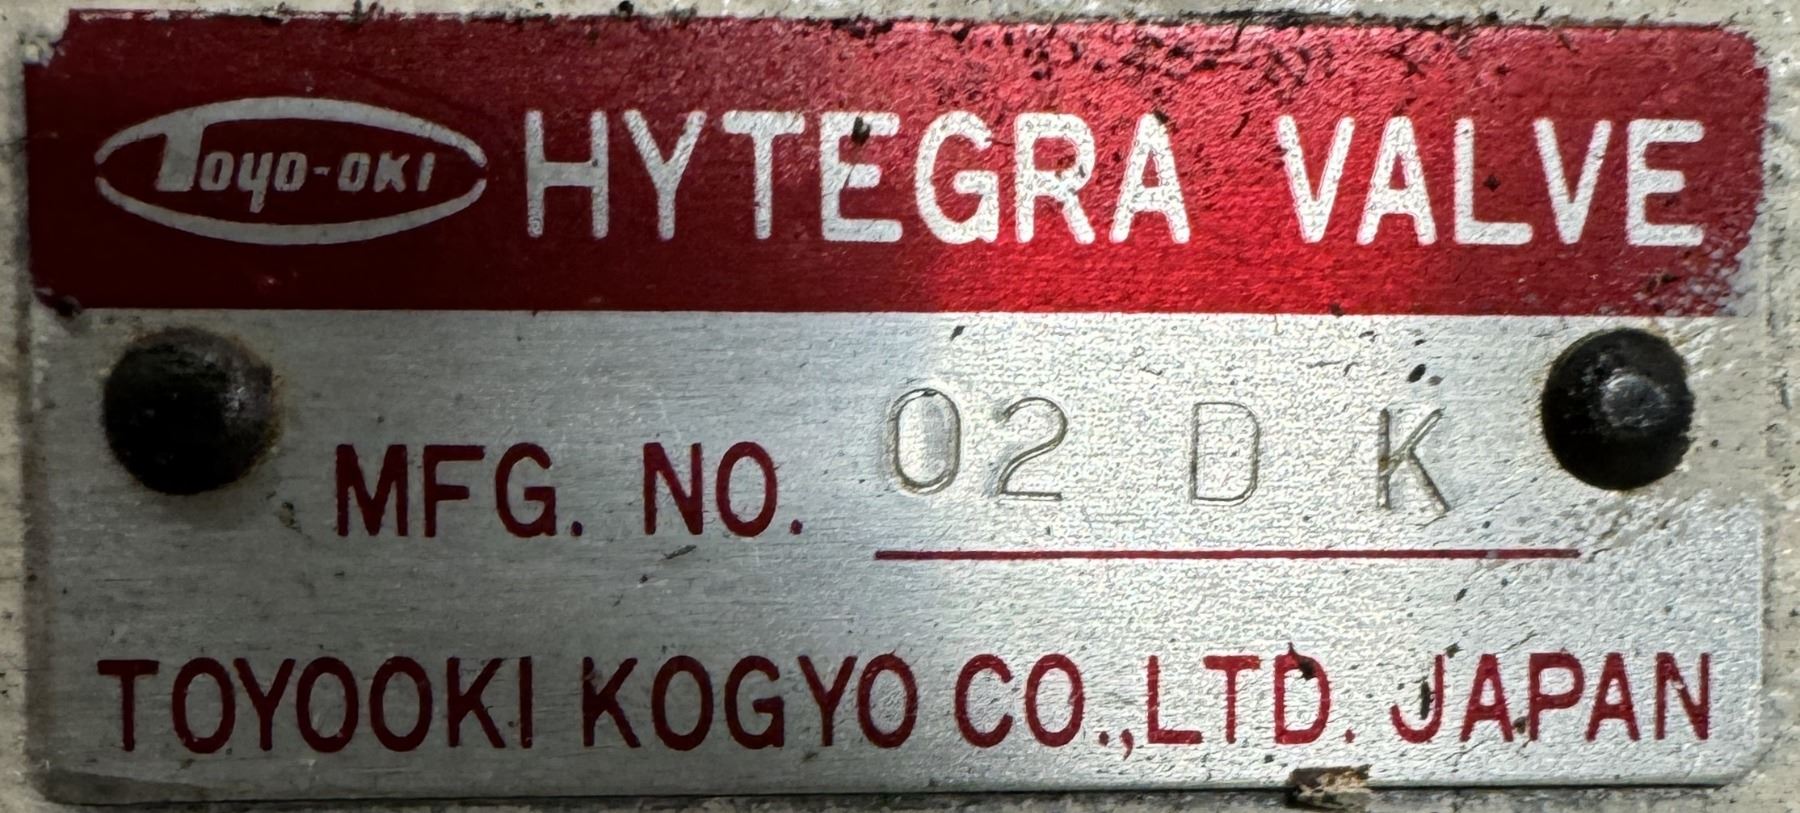 TOYO-OKI HYTEGRA VALVE
MFG. NO. 02 D K
TOYOOKI KOGYO CO.,LTD. JAPAN